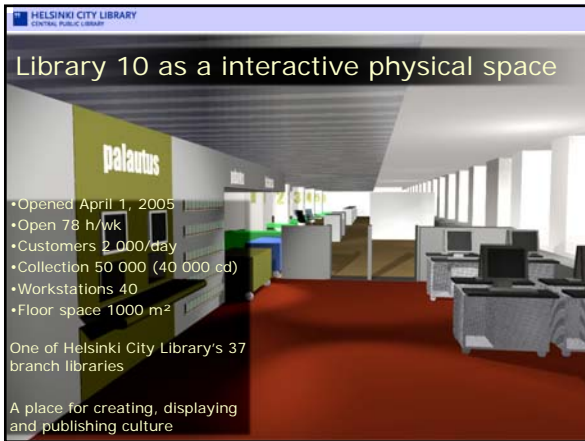 HELSINKI CITY LIBRARY
CENTRAL PUBLIC LIBRARY
Library 10 as a interactive physical space
palautus
•Opened April 1, 2005
•Open 78 h/wk
•Customers 2 000/day
•Collection 50 000 (40 000 cd)
•Workstations 40
•Floor space 1000 m²
One of Helsinki City Library's 37
branch libraries
A place for creating, displaying
and publishing culture